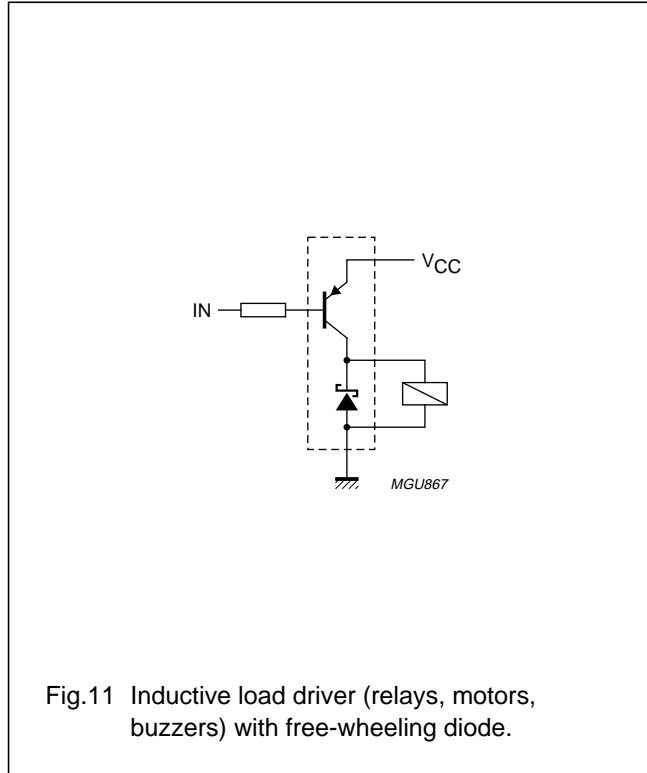 VCC
IN
MGU867
Fig.11 Inductive load driver (relays, motors,
buzzers) with free-wheeling diode.